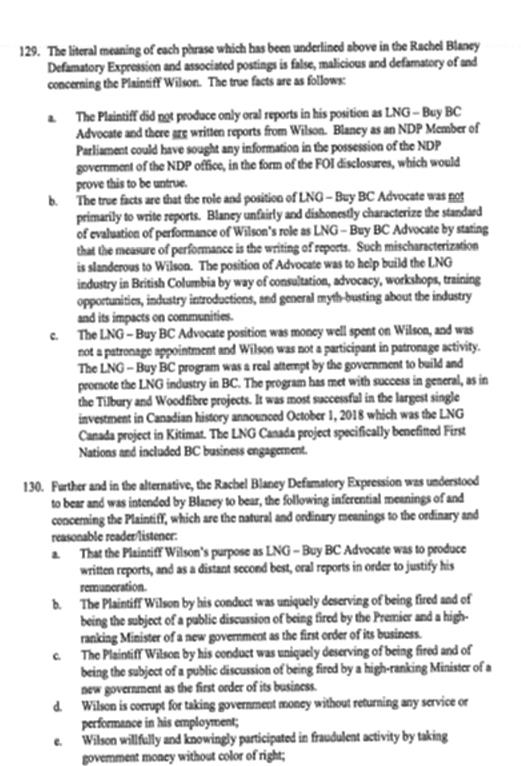 129. The literal meaning of each phrase which has been underlined above in the Rachel Blaney
Defamatory Expression and associated postings is false, malicious and defamatory of and
concerning the Plaintiff Wilson. The true facts are as follows:
a. The Plaintiff did not produce only oral reports in his position as LNG – Buy BC
Advocate and there are written reports from Wilson. Blaney as an NDP Member of
Parliament could have sought any information in the possession of the NDP
government of the NDP office, in the form of the FOI disclosures, which would
prove this to be untrue.
b. The true facts are that the role and position of LNG – Buy BC Advocate was not
primarily to write reports. Blaney unfairly and dishonestly characterize the standard
of evaluation of performance of Wilson's role as LNG – Buy BC Advocate by stating
that the measure of performance is the writing of reports. Such mischaracterization
is slanderous to Wilson. The position of Advocate was to help build the LNG
industry in British Columbia by way of consultation, advocacy, workshops, training
opportunities, industry introductions, and general myth-busting about the industry
and its impacts on communities.
c. The LNG – Buy BC Advocate position was money well spent on Wilson, and was
not a patronage appointment and Wilson was not a participant in patronage activity.
The LNG – Buy BC program was a real attempt by the government to build and
promote the LNG industry in BC. The program has met with success in general, as in
the Tilbury and Woodfibre projects. It was most successful in the largest single
investment in Canadian history announced October 1, 2018 which was the LNG
Canada project in Kitimat. The LNG Canada project specifically benefitted First
Nations and included BC business engagement.
130. Further and in the alternative, the Rachel Blaney Defamatory Expression was understood
to bear and was intended by Blaney to bear, the following inferential meanings of and
concerning the Plaintiff, which are the natural and ordinary meanings to the ordinary and
reasonable reader/listener:
a. That the Plaintiff Wilson's purpose as LNG – Buy BC Advocate was to produce
written reports, and as a distant second best, oral reports in order to justify his
remuneration.
b. The Plaintiff Wilson by his conduct was uniquely deserving of being fired and of
being the subject of a public discussion of being fired by the Premier and a high-
ranking Minister of a new government as the first order of its business.
c. The Plaintiff Wilson by his conduct was uniquely deserving of being fired and of
being the subject of a public discussion of being fired by a high-ranking Minister of a
new government as the first order of its business.
d. Wilson is corrupt for taking government money without returning any service or
performance in his employment;
e. Wilson willfully and knowingly participated in fraudulent activity by taking
government money without color of right;